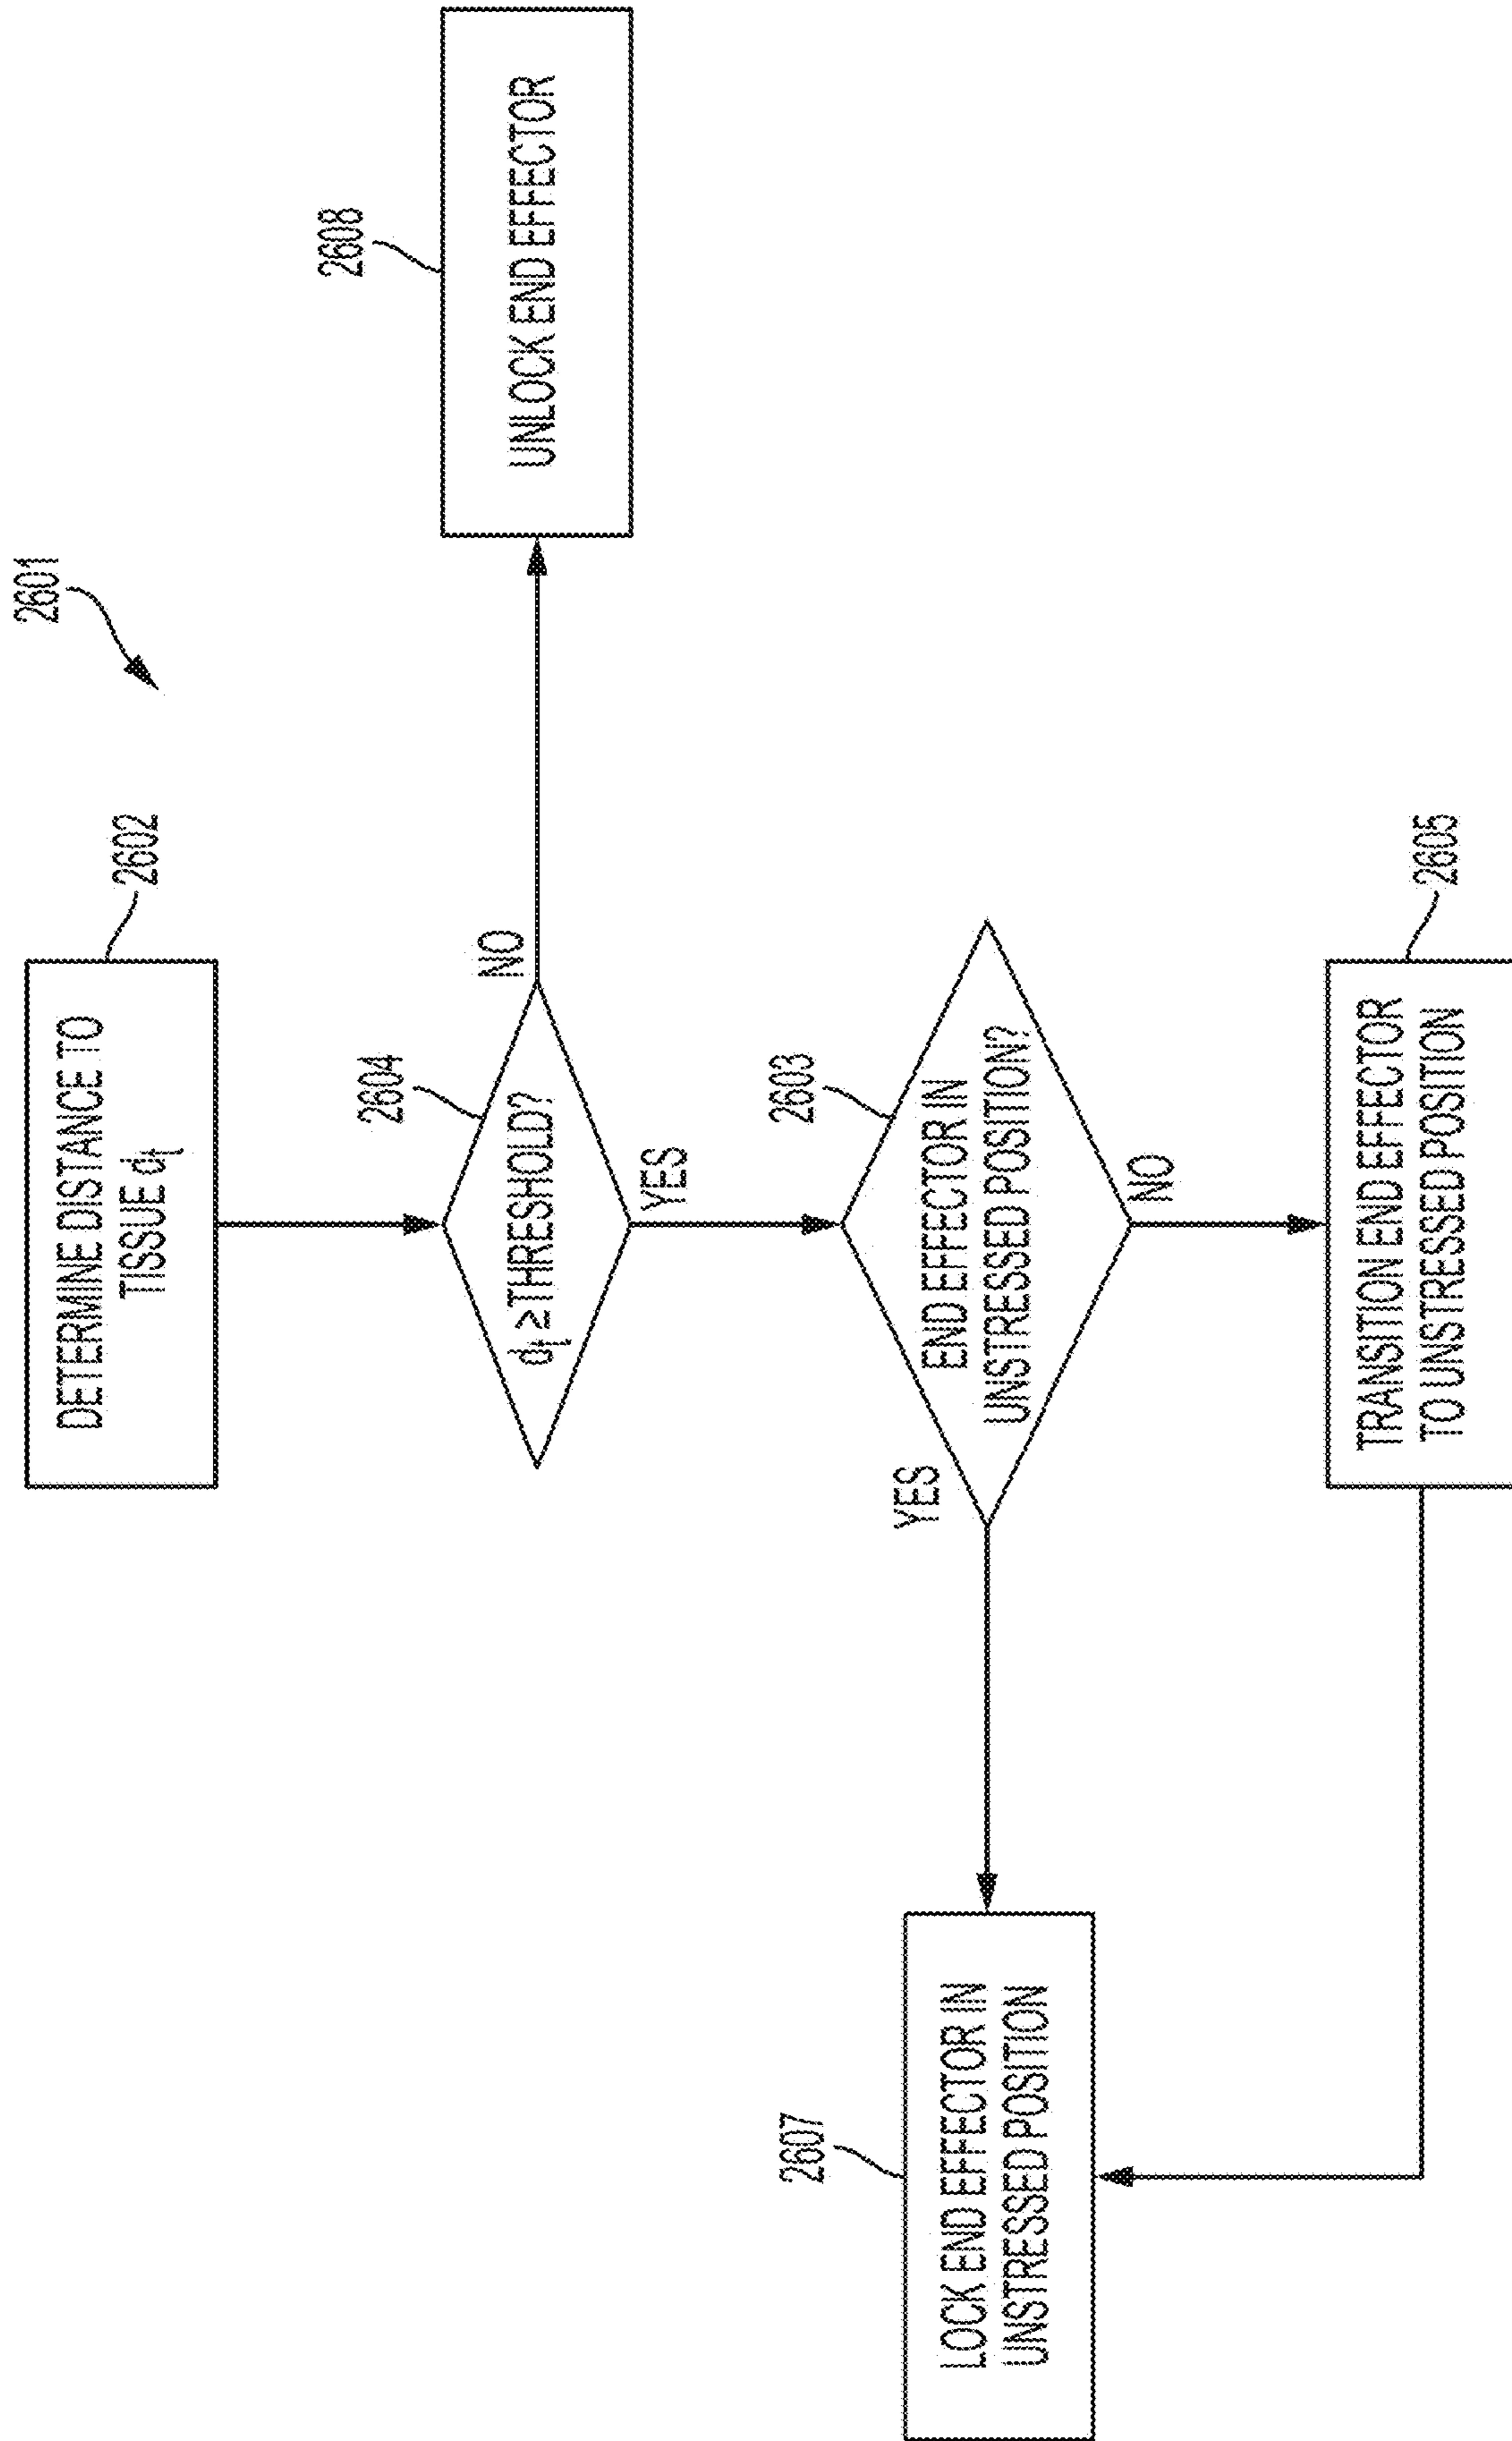 2601
DETERMINE DISTANCE TO
TISSUE dt
2602
dt ≥ THRESHOLD?
2604
NO
YES
UNLOCK END EFFECTOR
2608
END EFFECTOR IN
UNSTRESSED POSITION?
2603
YES
NO
LOCK END EFFECTOR IN
UNSTRESSED POSITION
2607
TRANSITION END EFFECTOR
TO UNSTRESSED POSITION
2605